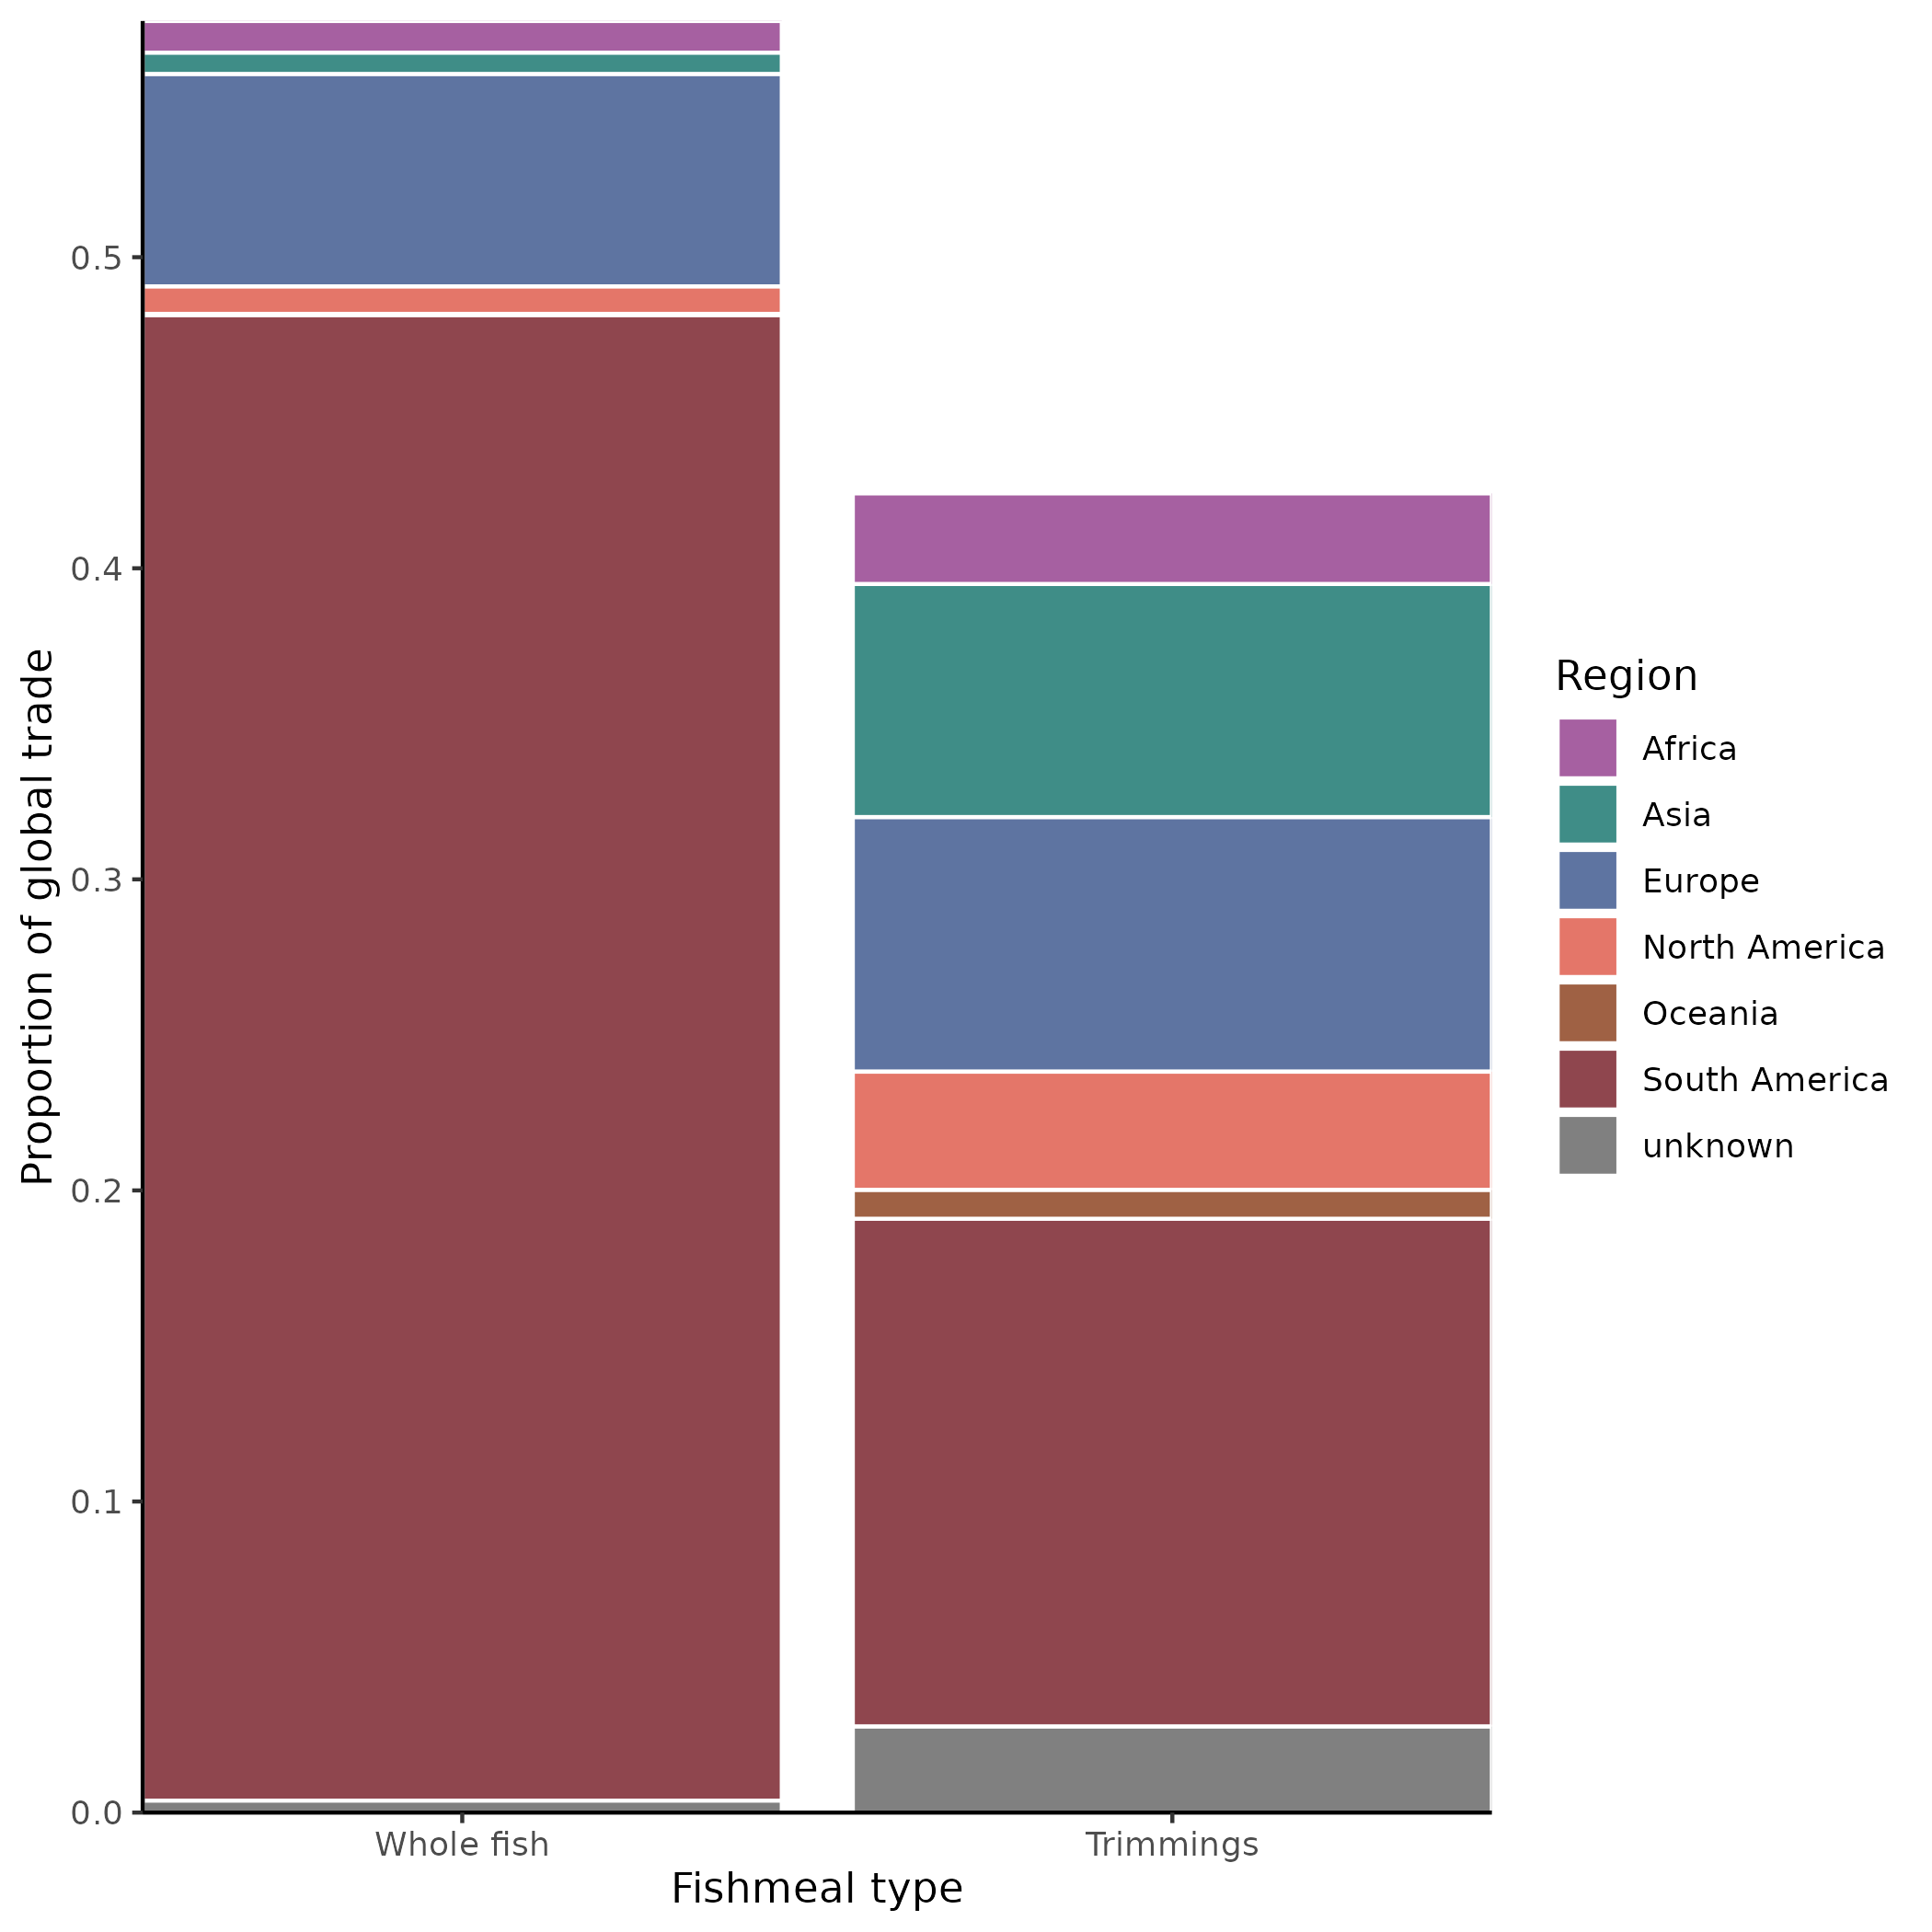 Proportion of global trade
0.5
0.4
0.3
0.2
0.1
0.0
Whole fish
Trimmings
Fishmeal type
Region
Africa
Asia
Europe
North America
Oceania
South America
unknown